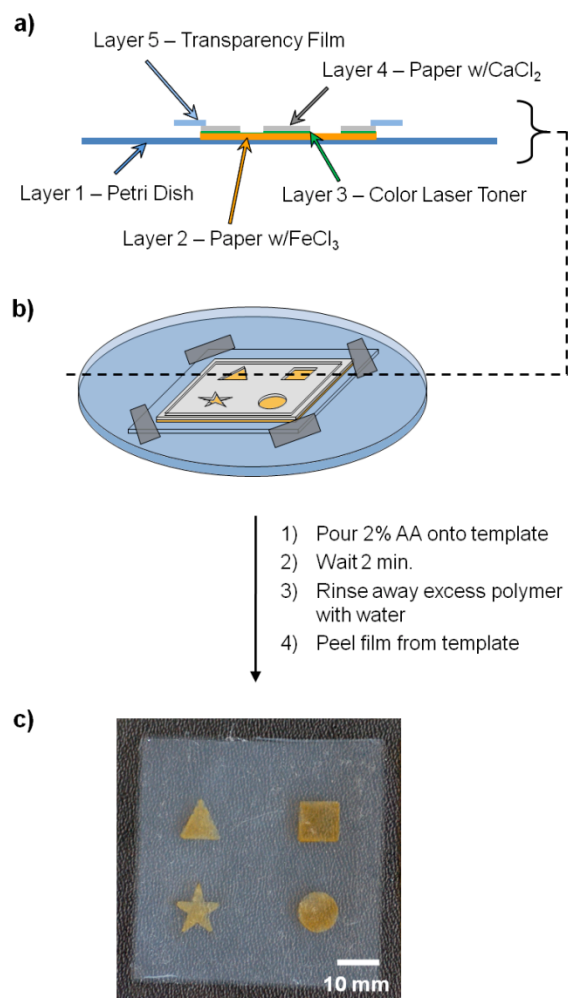 a)
Layer 5 – Transparency Film
Layer 4 – Paper w/CaCl₂
Layer 1 – Petri Dish
Layer 3 – Color Laser Toner
Layer 2 – Paper w/FeCl₃
b)
1) Pour 2% AA onto template
2) Wait 2 min.
3) Rinse away excess polymer
with water
4) Peel film from template
c)
10 mm